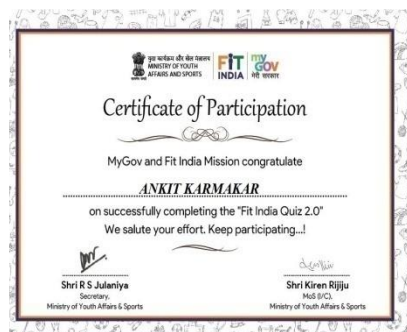 युवा कार्यक्रम और खेल मंत्रालय
MINISTRY OF YOUTH
AFFAIRS AND SPORTS
FIT
INDIA
my
GOV
मेरी सरकार
Certificate of Participation
MyGov and Fit India Mission congratulate
ANKIT KARMAKAR
on successfully completing the "Fit India Quiz 2.0"
We salute your effort. Keep participating...!
Shri R S Julaniya
Secretary,
Ministry of Youth Affairs & Sports
Shri Kiren Rijiju
MoS (I/C),
Ministry of Youth Affairs & Sports